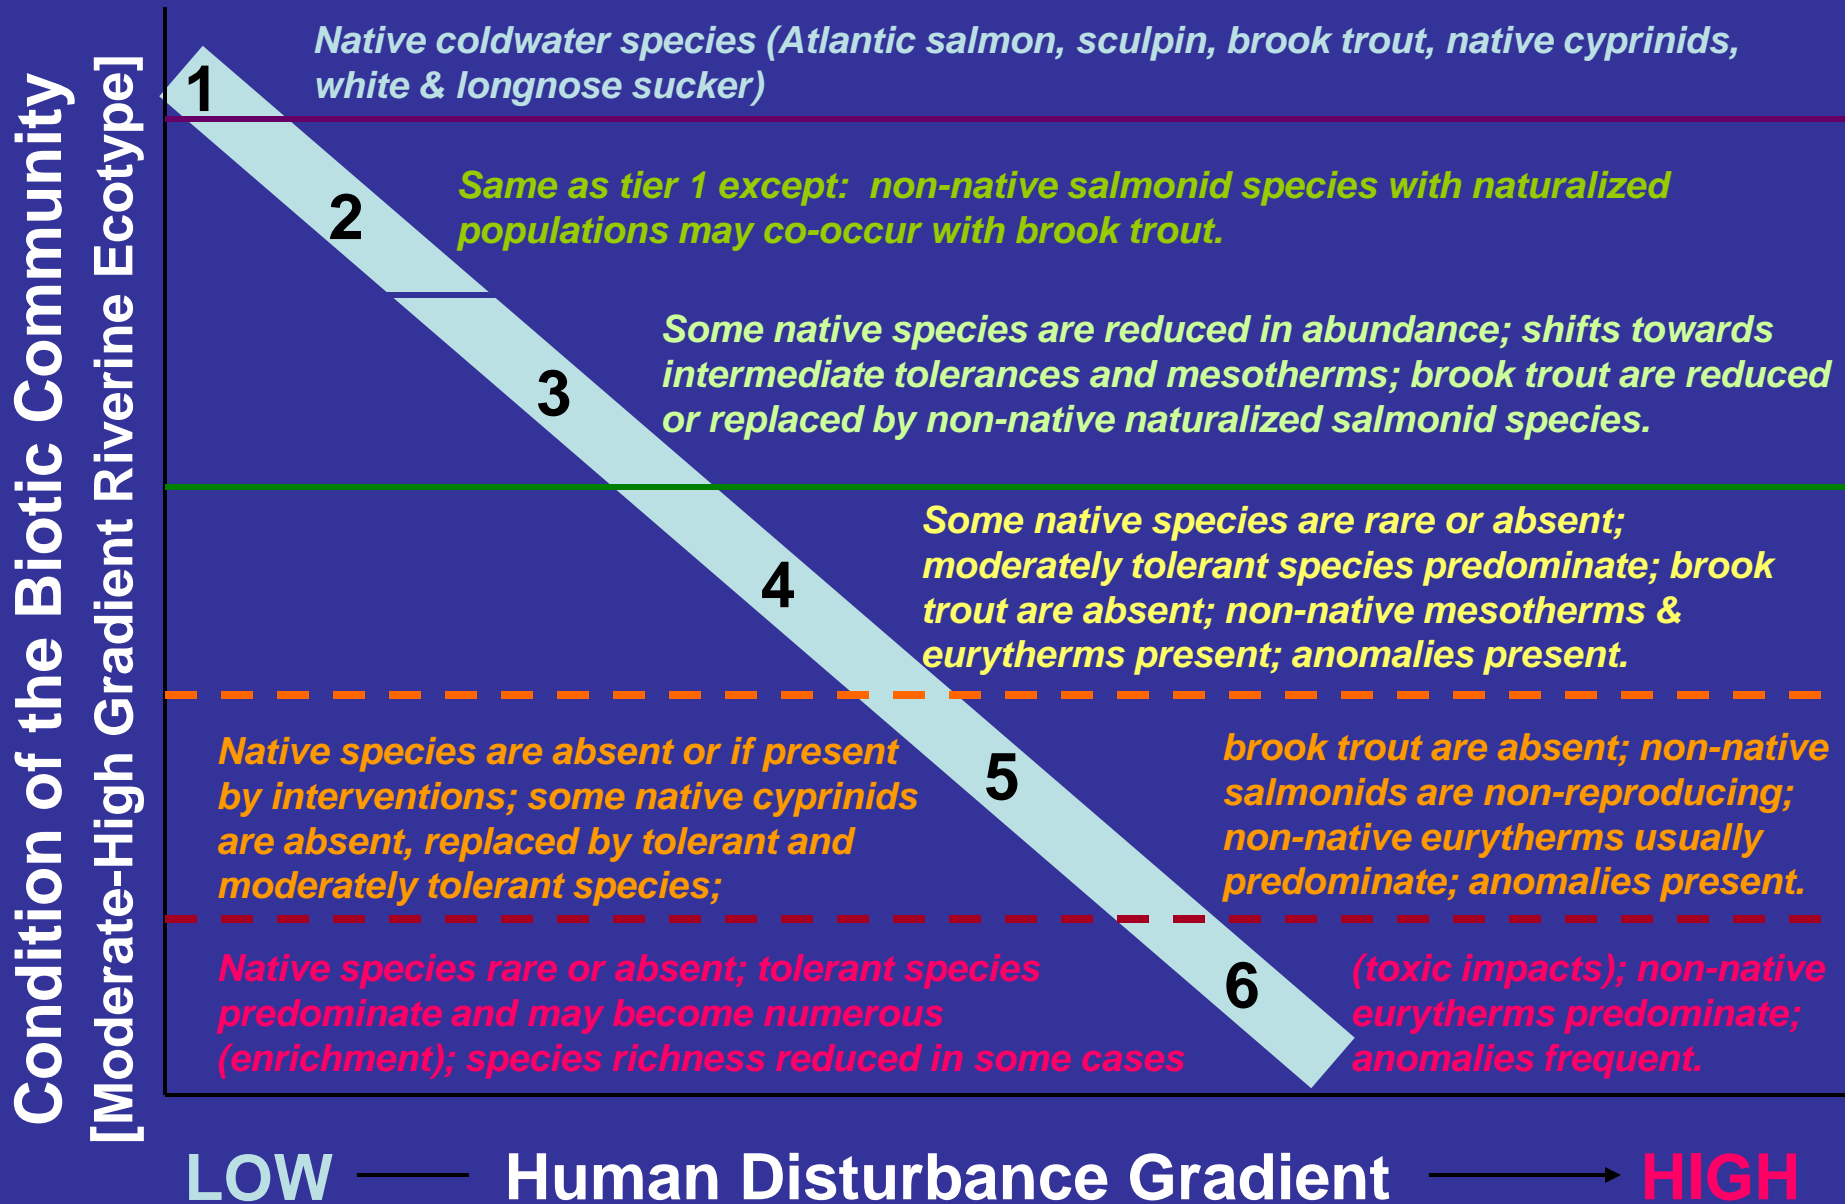 Condition of the Biotic Community
[Moderate-High Gradient Riverine Ecotype]
1
Native coldwater species (Atlantic salmon, sculpin, brook trout, native cyprinids,
white & longnose sucker)
2
Same as tier 1 except:  non-native salmonid species with naturalized
populations may co-occur with brook trout.
3
Some native species are reduced in abundance; shifts towards
intermediate tolerances and mesotherms; brook trout are reduced
or replaced by non-native naturalized salmonid species.
4
Some native species are rare or absent;
moderately tolerant species predominate; brook
trout are absent; non-native mesotherms &
eurytherms present; anomalies present.
Native species are absent or if present
by interventions; some native cyprinids
are absent, replaced by tolerant and
moderately tolerant species;
5
brook trout are absent; non-native
salmonids are non-reproducing;
non-native eurytherms usually
predominate; anomalies present.
Native species rare or absent; tolerant species
predominate and may become numerous
(enrichment); species richness reduced in some cases
6
(toxic impacts); non-native
eurytherms predominate;
anomalies frequent.
LOW Human Disturbance Gradient HIGH